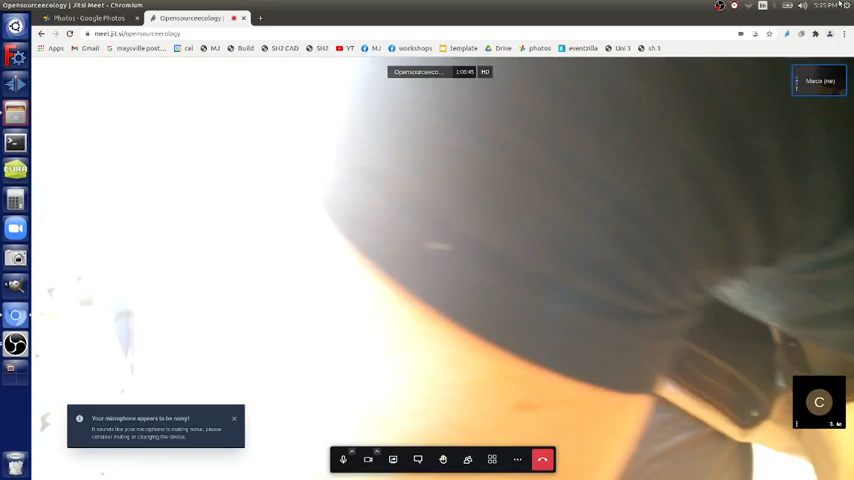 Opensourceecology | Jitsi Meet - Chromium
En
5:25 PM
Photos - Google Photos
Opensourceecology |
meet.jit.si/opensourceecology
Apps
Gmail
maysville post...
cal
MJ
Build
SH2 CAD
SH2
YT
MJ
workshops
template
Drive
photos
eventzilla
Uni 3
sh 3
Opensourceeco...
1:06:45
HD
Marcin (me)
CURA
C
Your microphone appears to be noisy!
It sounds like your microphone is making noise, please
consider muting or changing the device.